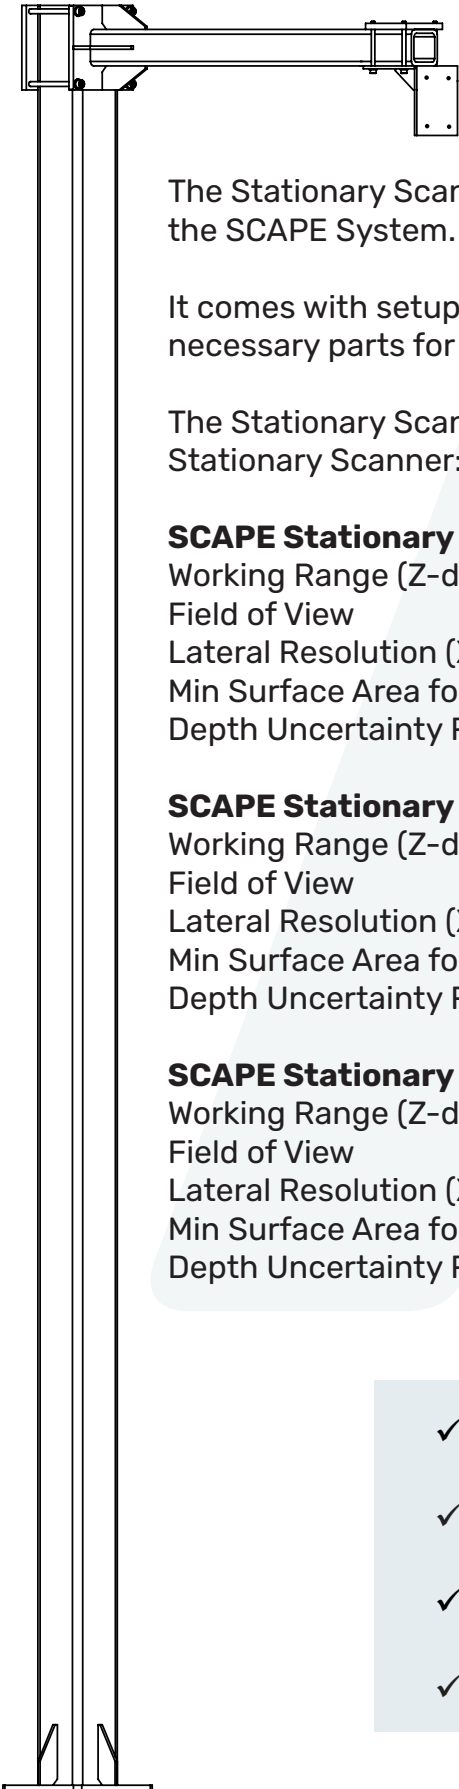 The Stationary Scan
the SCAPE System.
It comes with setup
necessary parts for
The Stationary Scan
Stationary Scanner
SCAPE Stationary
Working Range (Z-d
Field of View
Lateral Resolution (
Min Surface Area fo
Depth Uncertainty
SCAPE Stationary
Working Range (Z-d
Field of View
Lateral Resolution (
Min Surface Area fo
Depth Uncertainty
SCAPE Stationary
Working Range (Z-d
Field of View
Lateral Resolution (
Min Surface Area fo
Depth Uncertainty
✓
✓
✓
✓